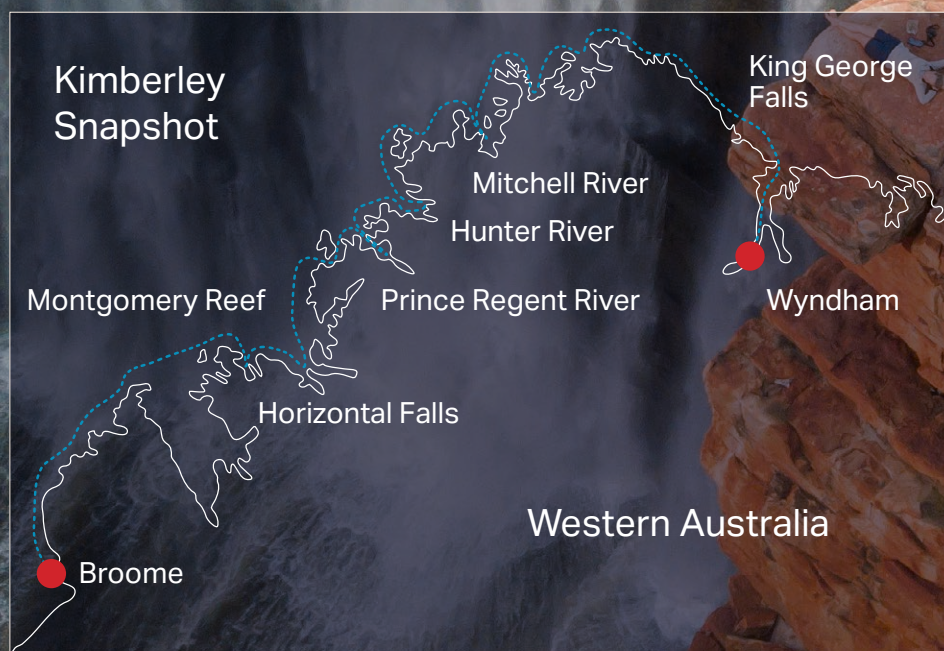 Kimberley
Snapshot
King George
Falls
Mitchell River
Hunter River
Montgomery Reef
Prince Regent River
Wyndham
Horizontal Falls
Western Australia
Broome